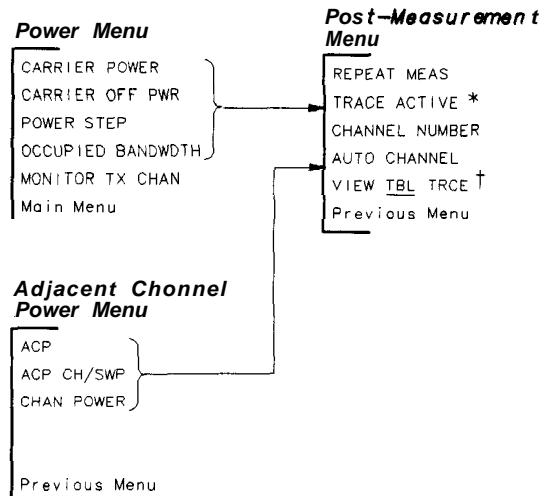 Power Menu
CARRIER POWER
CARRIER OFF PWR
POWER STEP
OCCUPIED BANDWDTH
MONITOR TX CHAN
Main Menu
Post-Measurement
Menu
REPEAT MEAS
TRACE ACTIVE *
CHANNEL NUMBER
AUTO CHANNEL
VIEW TBL TRCE †
Previous Menu
Adjacent Chonnel
Power Menu
ACP
ACP CH/SWP
CHAN POWER
Previous Menu